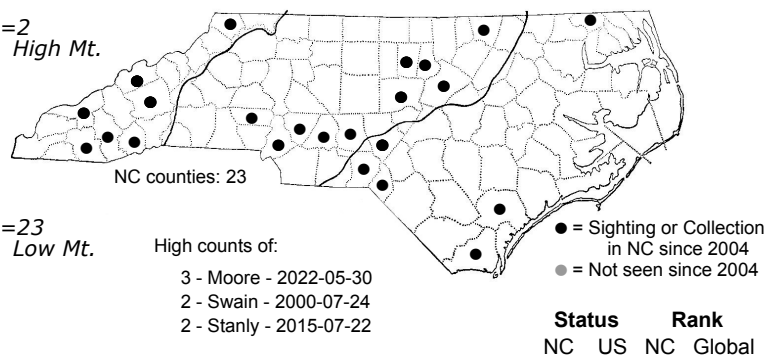 =2
High Mt.
NC counties: 23
=23
Low Mt.
High counts of:
3 - Moore - 2022-05-30
2 - Swain - 2000-07-24
2 - Stanly - 2015-07-22
● = Sighting or Collection
in NC since 2004
● = Not seen since 2004
Status Rank
NC US NC Global